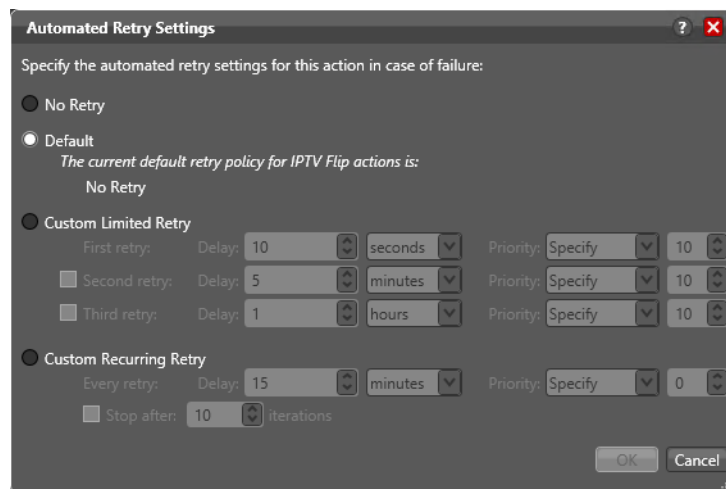 Automated Retry Settings ?
Specify the automated retry settings for this action in case of failure:
No Retry
Default
The current default retry policy for IPTV Flip actions is:
No Retry
Custom Limited Retry
First retry: Delay: 10 seconds Priority: Specify 10
Second retry: Delay: 5 minutes Priority: Specify 10
Third retry: Delay: 1 hours Priority: Specify 10
Custom Recurring Retry
Every retry: Delay: 15 minutes Priority: Specify 0
Stop after: 10 iterations
OK Cancel